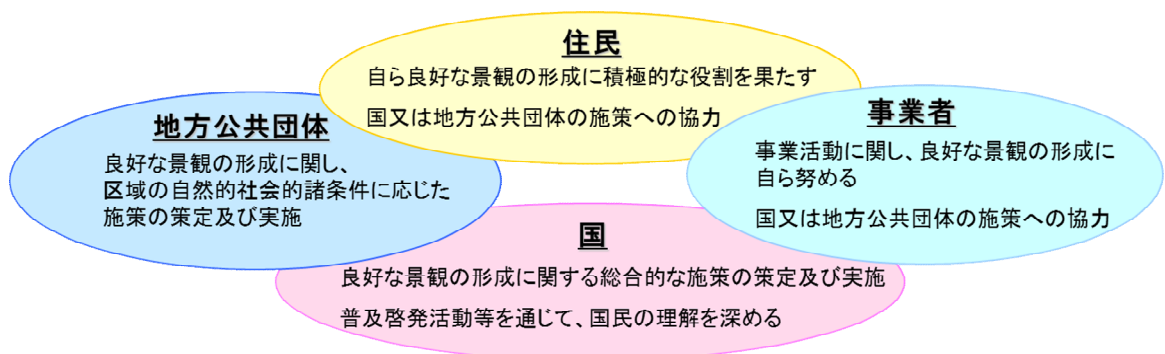 住民
自ら良好な景観の形成に積極的な役割を果たす
国又は地方公共団体の施策への協力
地方公共団体
良好な景観の形成に関し、
区域の自然的社会的諸条件に応じた
施策の策定及び実施
事業者
事業活動に関し、良好な景観の形成に
自ら努める
国又は地方公共団体の施策への協力
国
良好な景観の形成に関する総合的な施策の策定及び実施
普及啓発活動等を通じて、国民の理解を深める